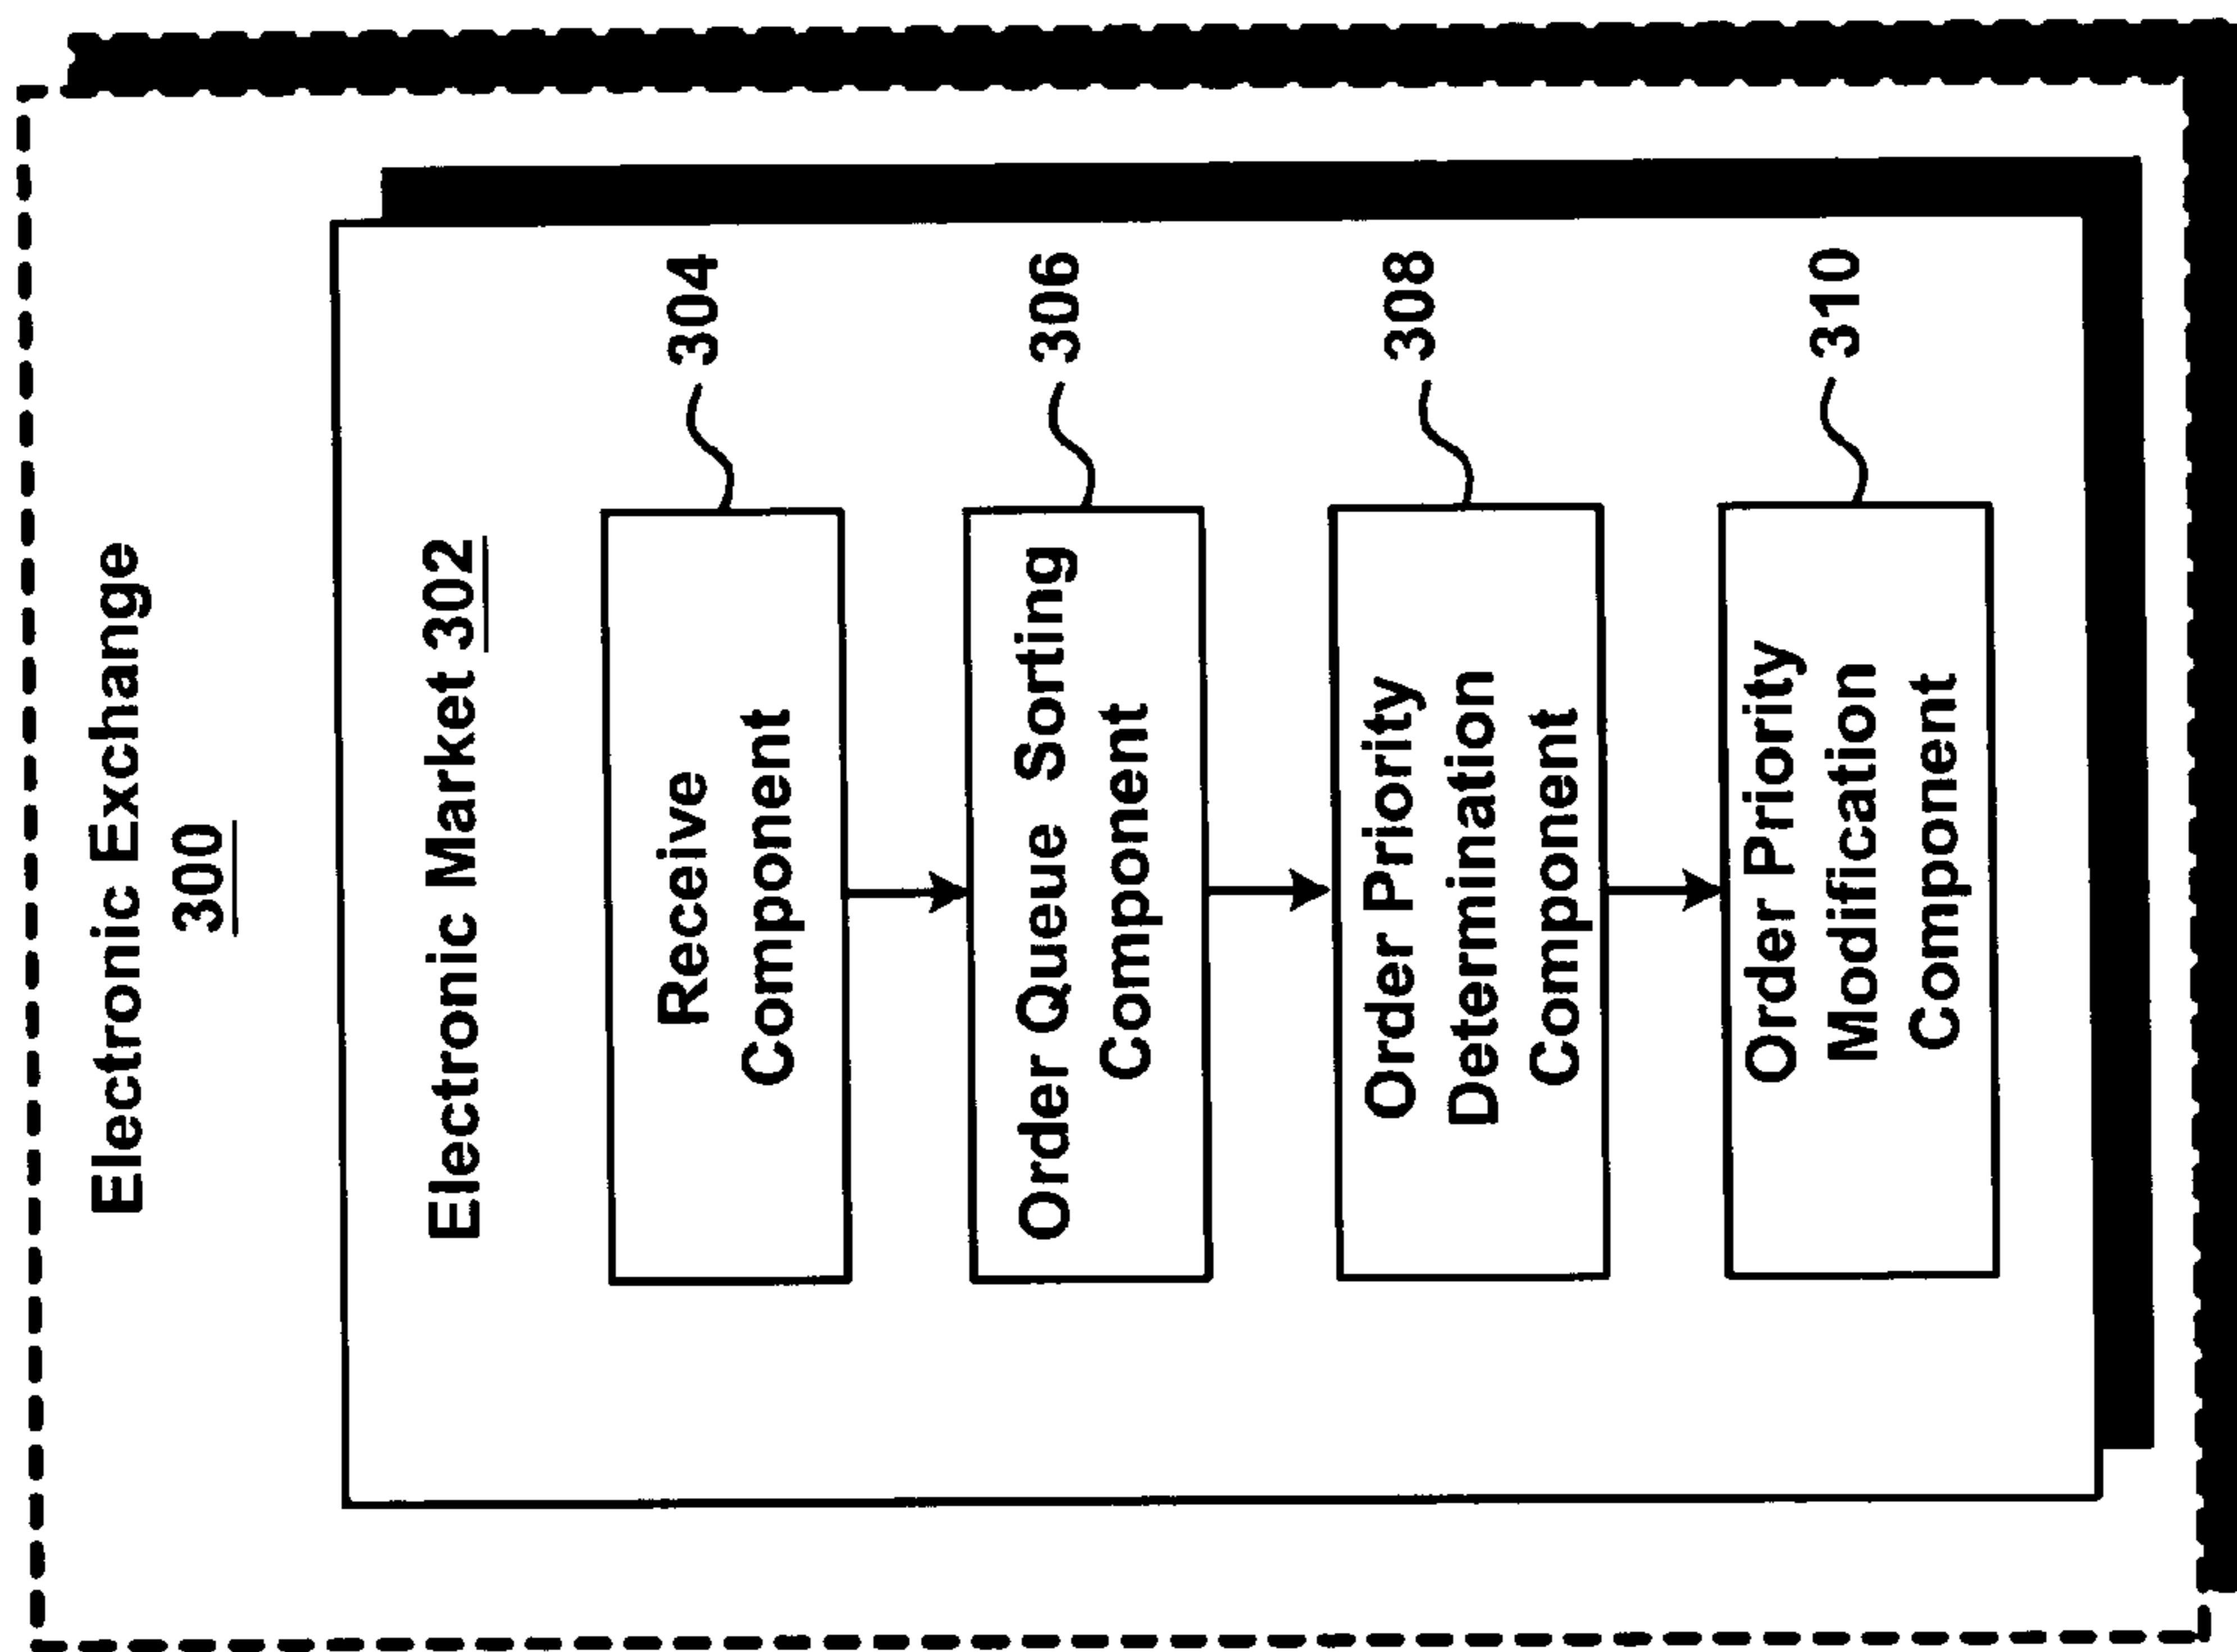 Electronic Exchange
300
Electronic Market 302
304
Receive
Component
306
Order Queue Sorting
Component
308
Order Priority
Determination
Component
310
Order Priority
Modification
Component